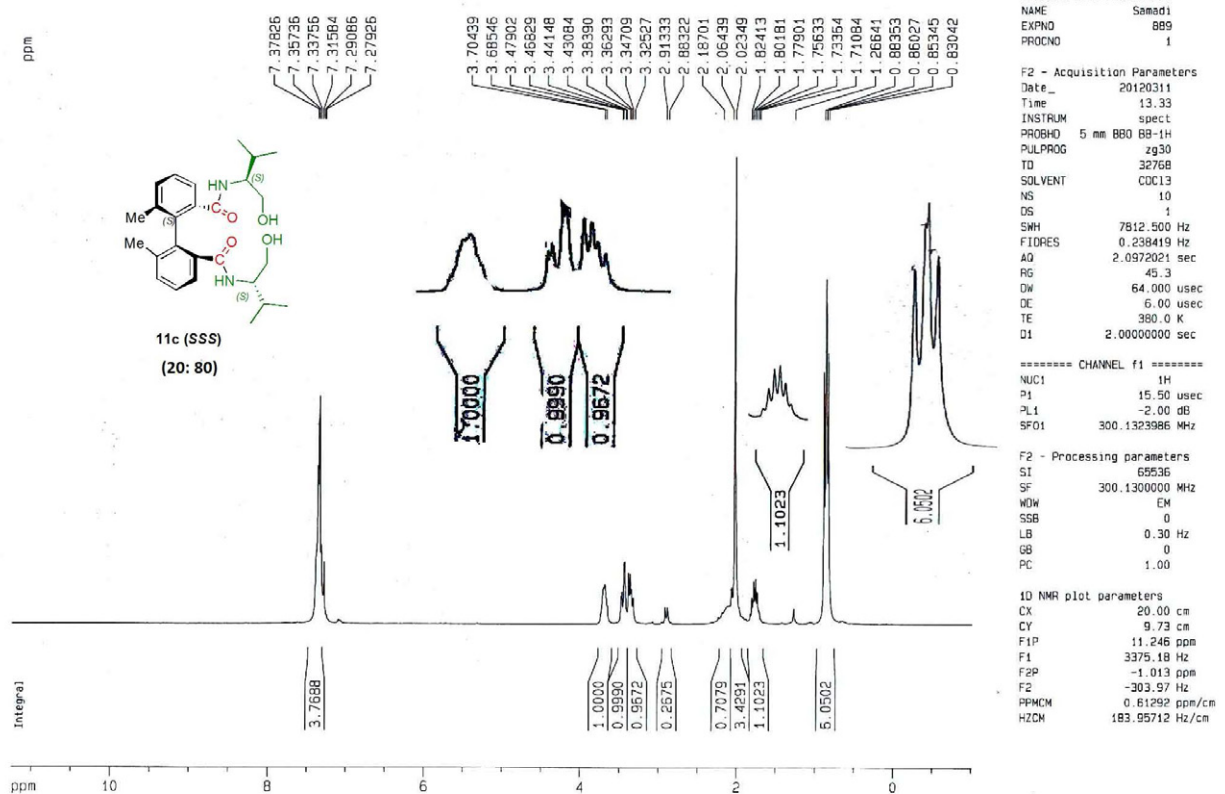 ppm
7.37826
7.35736
7.33756
7.31584
7.29086
7.27926
3.70439
3.68546
3.47902
3.46829
3.44148
3.43084
3.38390
3.36293
3.34709
3.32527
2.91333
2.88322
2.18701
2.06439
2.02349
1.82413
1.80181
1.77901
1.75633
1.73364
1.71084
1.26641
0.88353
0.86027
0.85345
0.83042
HN
(S)
C
O
OH
Me
(S)
Me
O
OH
C
HN
(S)
11c (SSS)
(20: 80)
1.0000
0.9990
0.9672
1.1023
6.0502
Integral
3.7688
1.0000
0.9990
0.9672
0.2675
0.7079
3.4291
1.1023
6.0502
ppm 10 8 6 4 2 0
NAME Samadi
EXPNO 889
PROCNO 1
F2 - Acquisition Parameters
Date_ 20120311
Time 13.33
INSTRUM spect
PROBHD 5 mm BBO BB-1H
PULPROG zg30
TD 32768
SOLVENT CDCl3
NS 10
DS 1
SWH 7812.500 Hz
FIDRES 0.238419 Hz
AQ 2.0972021 sec
RG 45.3
DW 64.000 usec
DE 6.00 usec
TE 380.0 K
D1 2.00000000 sec
======== CHANNEL f1 ========
NUC1 1H
P1 15.50 usec
PL1 -2.00 dB
SFO1 300.1323986 MHz
F2 - Processing parameters
SI 65536
SF 300.1300000 MHz
WDW EM
SSB 0
LB 0.30 Hz
GB 0
PC 1.00
1D NMR plot parameters
CX 20.00 cm
CY 9.73 cm
F1P 11.246 ppm
F1 3375.18 Hz
F2P -1.013 ppm
F2 -303.97 Hz
PPMCM 0.61292 ppm/cm
HZCM 183.95712 Hz/cm